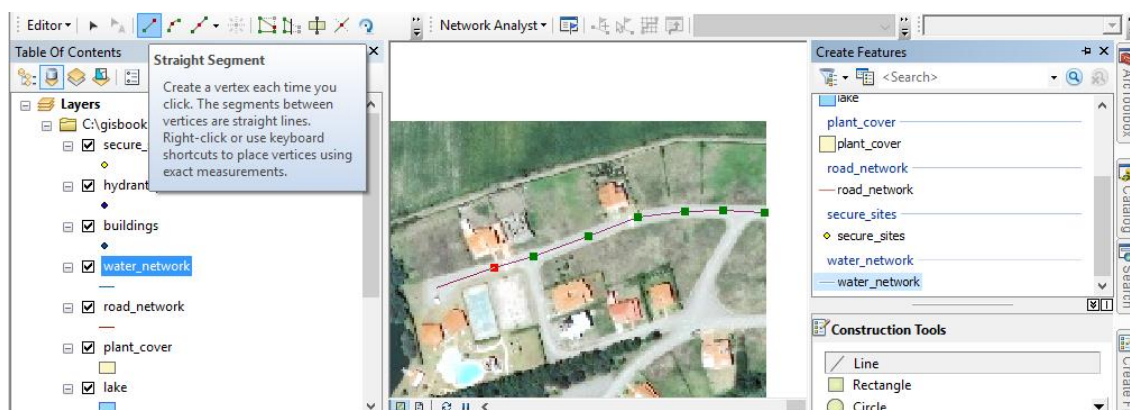 Editor
Network Analyst
Table Of Contents
Straight Segment
Create a vertex each time you
click. The segments between
vertices are straight lines.
Right-click or use keyboard
shortcuts to place vertices using
exact measurements.
Layers
C:\gisbook
secure_
hydrant
buildings
water_network
road_network
plant_cover
lake
Create Features
<Search>
lake
plant_cover
plant_cover
road_network
road_network
secure_sites
secure_sites
water_network
water_network
Construction Tools
Line
Rectangle
Circle
ArcToolbox
Catalog
Search
Create F